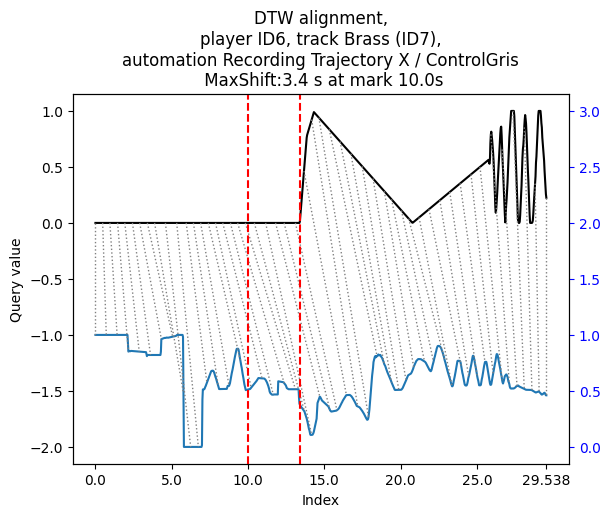 DTW alignment,
player ID6, track Brass (ID7),
automation Recording Trajectory X / ControlGris
MaxShift:3.4 s at mark 10.0s
1.0
0.5
0.0
−0.5
−1.0
−1.5
−2.0
Query value
3.0
2.5
2.0
1.5
1.0
0.5
0.0
0.0 5.0 10.0 15.0 20.0 25.0 29.538
Index